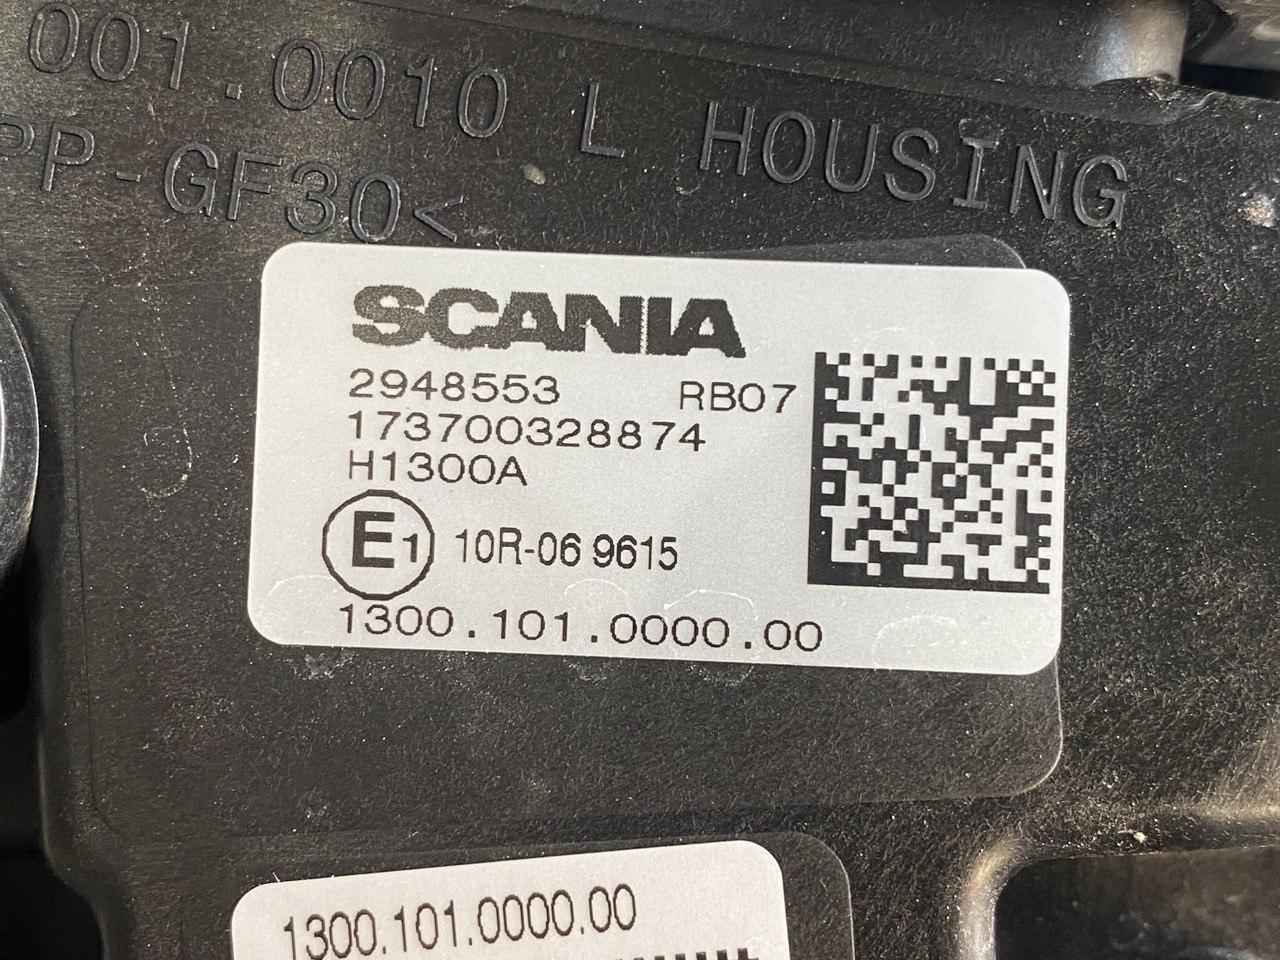 001.0010 L HOUSING
PP-GF30<
SCANIA
2948553 RB07
173700328874
H1300A
E1 10R-06 9615
1300.101.0000.00
1300.101.0000.00